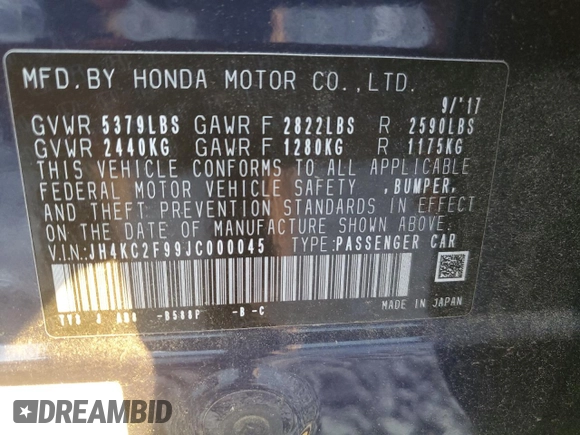 MFD. BY HONDA MOTOR CO., LTD.
9/'17
GVWR 5379LBS GAWR F 2822LBS R 2590LBS
GVWR 2440KG GAWR F 1280KG R 1175KG
THIS VEHICLE CONFORMS TO ALL APPLICABLE
FEDERAL MOTOR VEHICLE SAFETY , BUMPER,
AND THEFT PREVENTION STANDARDS IN EFFECT
ON THE DATE OF MANUFACTURE SHOWN ABOVE.
V.I.N.:JH4KC2F99JC000045 TYPE:PASSENGER CAR
-B588P -B -C
MADE IN JAPAN
DREAMBID